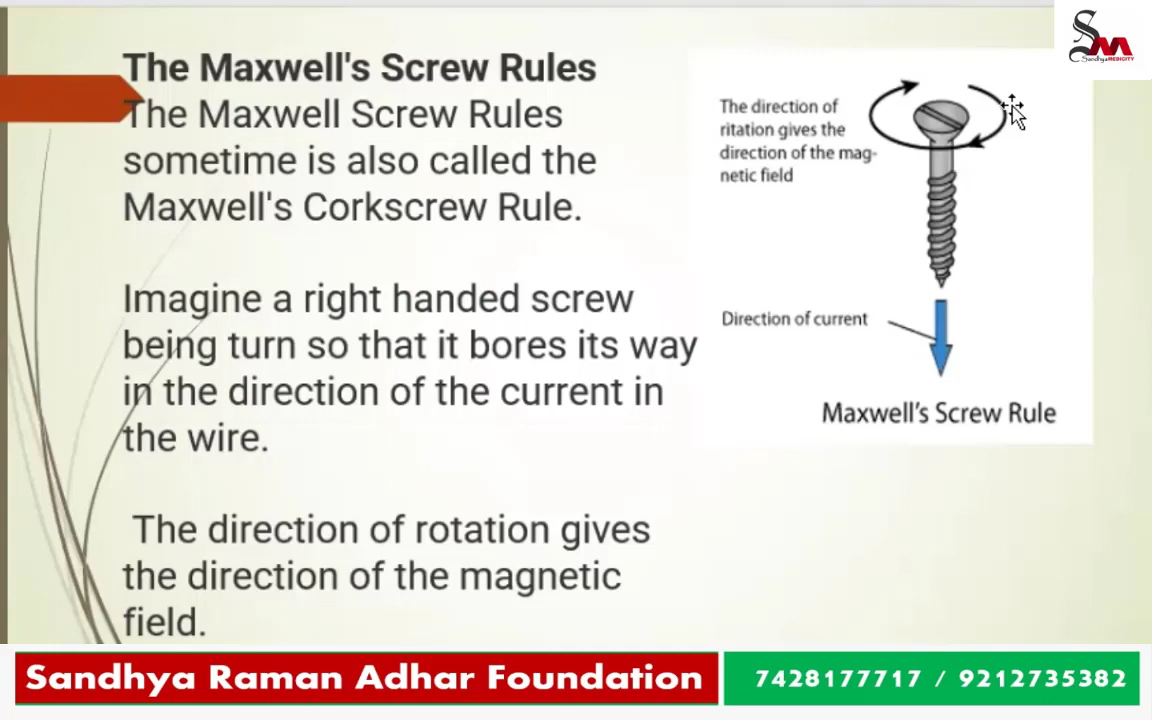 The Maxwell's Screw Rules
The Maxwell Screw Rules
sometime is also called the
Maxwell's Corkscrew Rule.
Imagine a right handed screw
being turn so that it bores its way
in the direction of the current in
the wire.
The direction of rotation gives
the direction of the magnetic
field.
The direction of
ritation gives the
direction of the mag-
netic field
Direction of current
Maxwell's Screw Rule
SM
Sandhya MEDICITY
Sandhya Raman Adhar Foundation
7428177717 / 9212735382